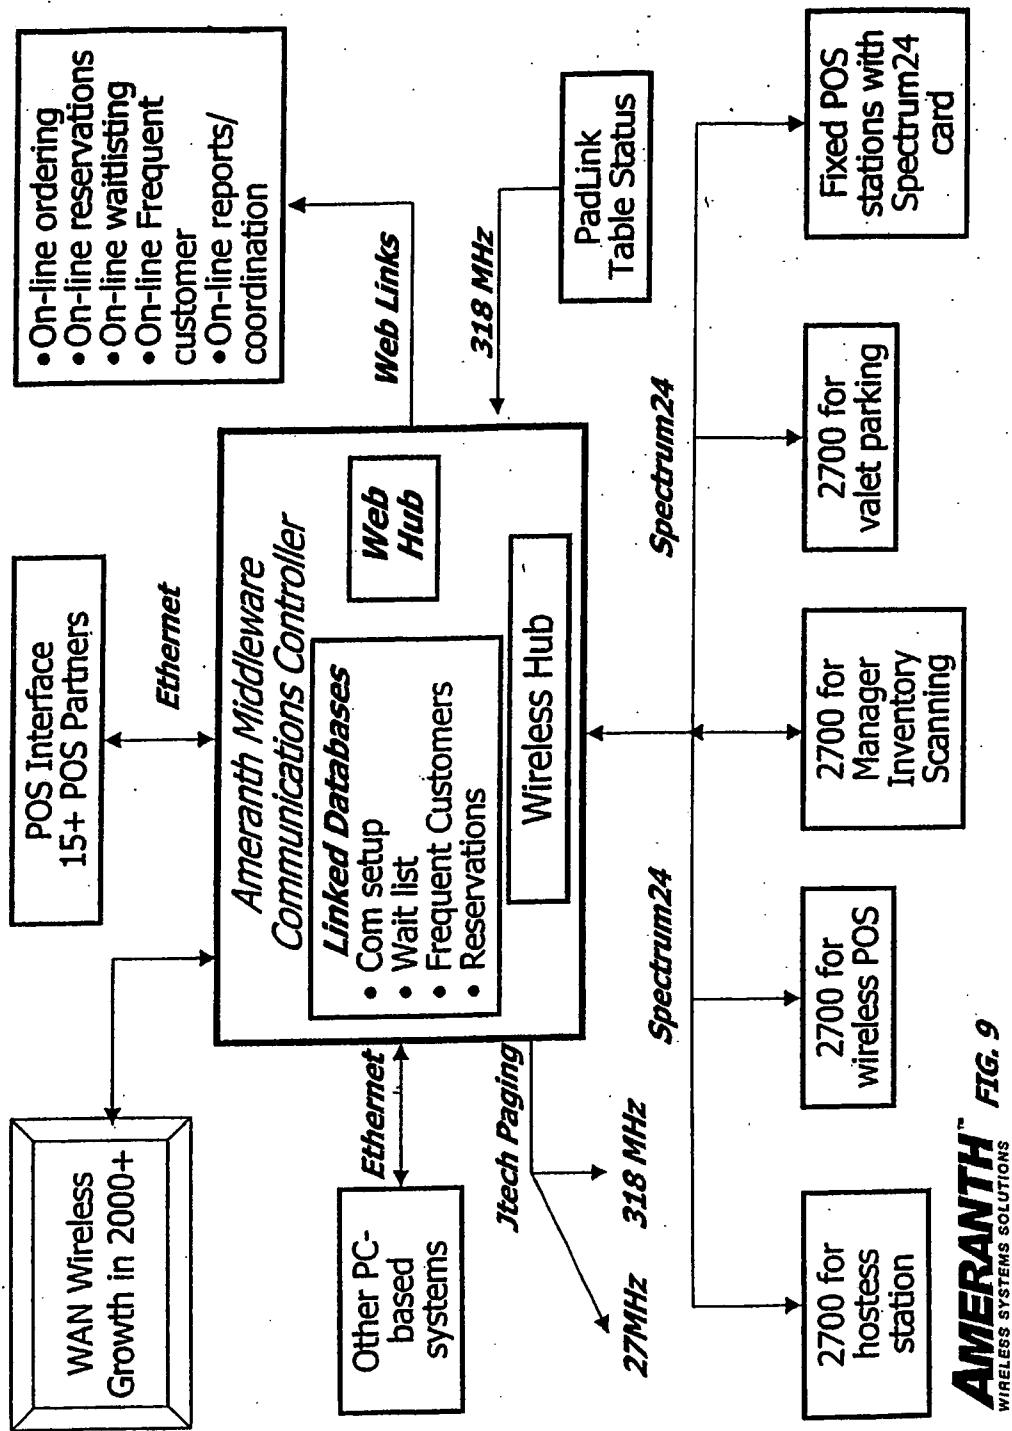 WAN Wireless
Growth in 2000+
POS Interface
15+ POS Partners
Ethernet
• On-line ordering
• On-line reservations
• On-line waitlisting
• On-line Frequent
customer
• On-line reports/
coordination
Web Links
Ameranth Middleware
Communications Controller
Linked Databases
• Com setup
• Wait list
• Frequent Customers
• Reservations
Web
Hub
Wireless Hub
Ethernet
Other PC-
based
systems
Jtech Paging
27MHz
318 MHz
318 MHz
PadLink
Table Status
Spectrum24
Spectrum24
2700 for
hostess
station
2700 for
wireless POS
2700 for
Manager
Inventory
Scanning
2700 for
valet parking
Fixed POS
stations with
Spectrum24
card
AMERANTH™
WIRELESS SYSTEMS SOLUTIONS
FIG. 9